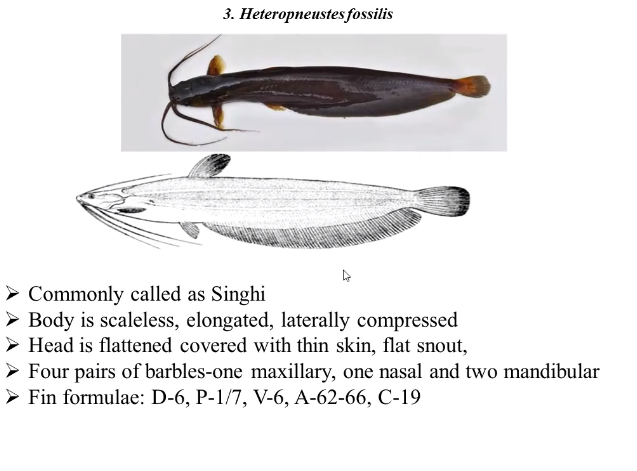 3. Heteropneustes fossilis
➢ Commonly called as Singhi
➢ Body is scaleless, elongated, laterally compressed
➢ Head is flattened covered with thin skin, flat snout,
➢ Four pairs of barbles-one maxillary, one nasal and two mandibular
➢ Fin formulae: D-6, P-1/7, V-6, A-62-66, C-19